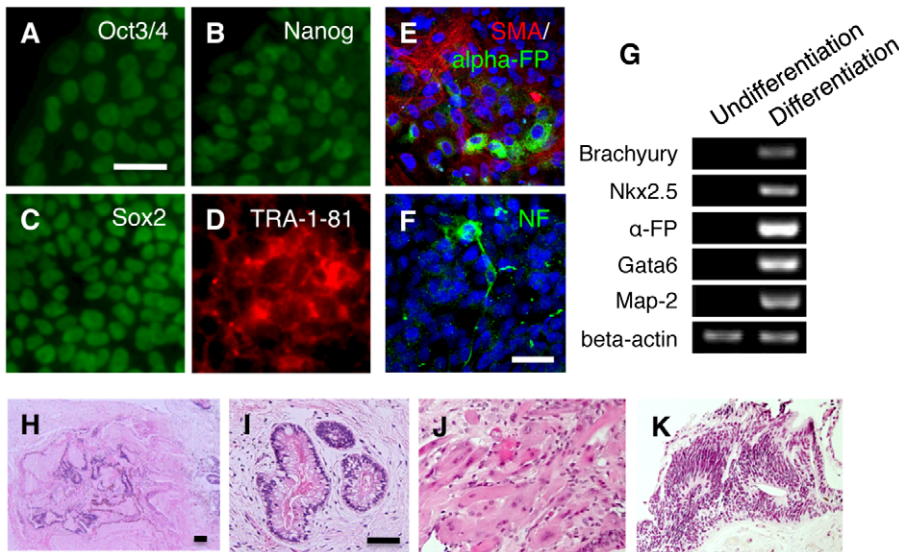 A Oct3/4
B Nanog
E SMA/
alpha-FP
G
Undifferentiation
Differentiation
Brachyury
Nkx2.5
α-FP
Gata6
Map-2
beta-actin
C Sox2
D TRA-1-81
F NF
H
I
J
K